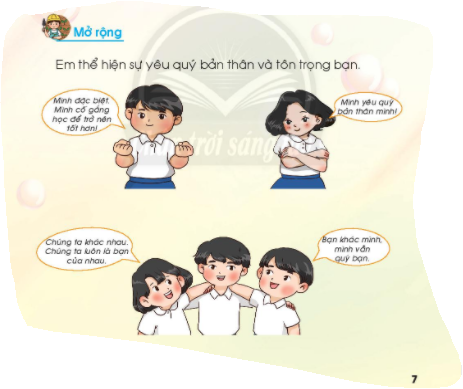 Mở rộng
Em thể hiện sự yêu quý bản thân và tôn trọng bạn.
Mình đặc biệt.
Mình cố gắng
học để trở nên
tốt hơn!
Mình yêu quý
bản thân mình!
trời sáng
Chúng ta khác nhau.
Chúng ta luôn là bạn
của nhau.
Bạn khác mình,
mình vẫn
quý bạn.
7